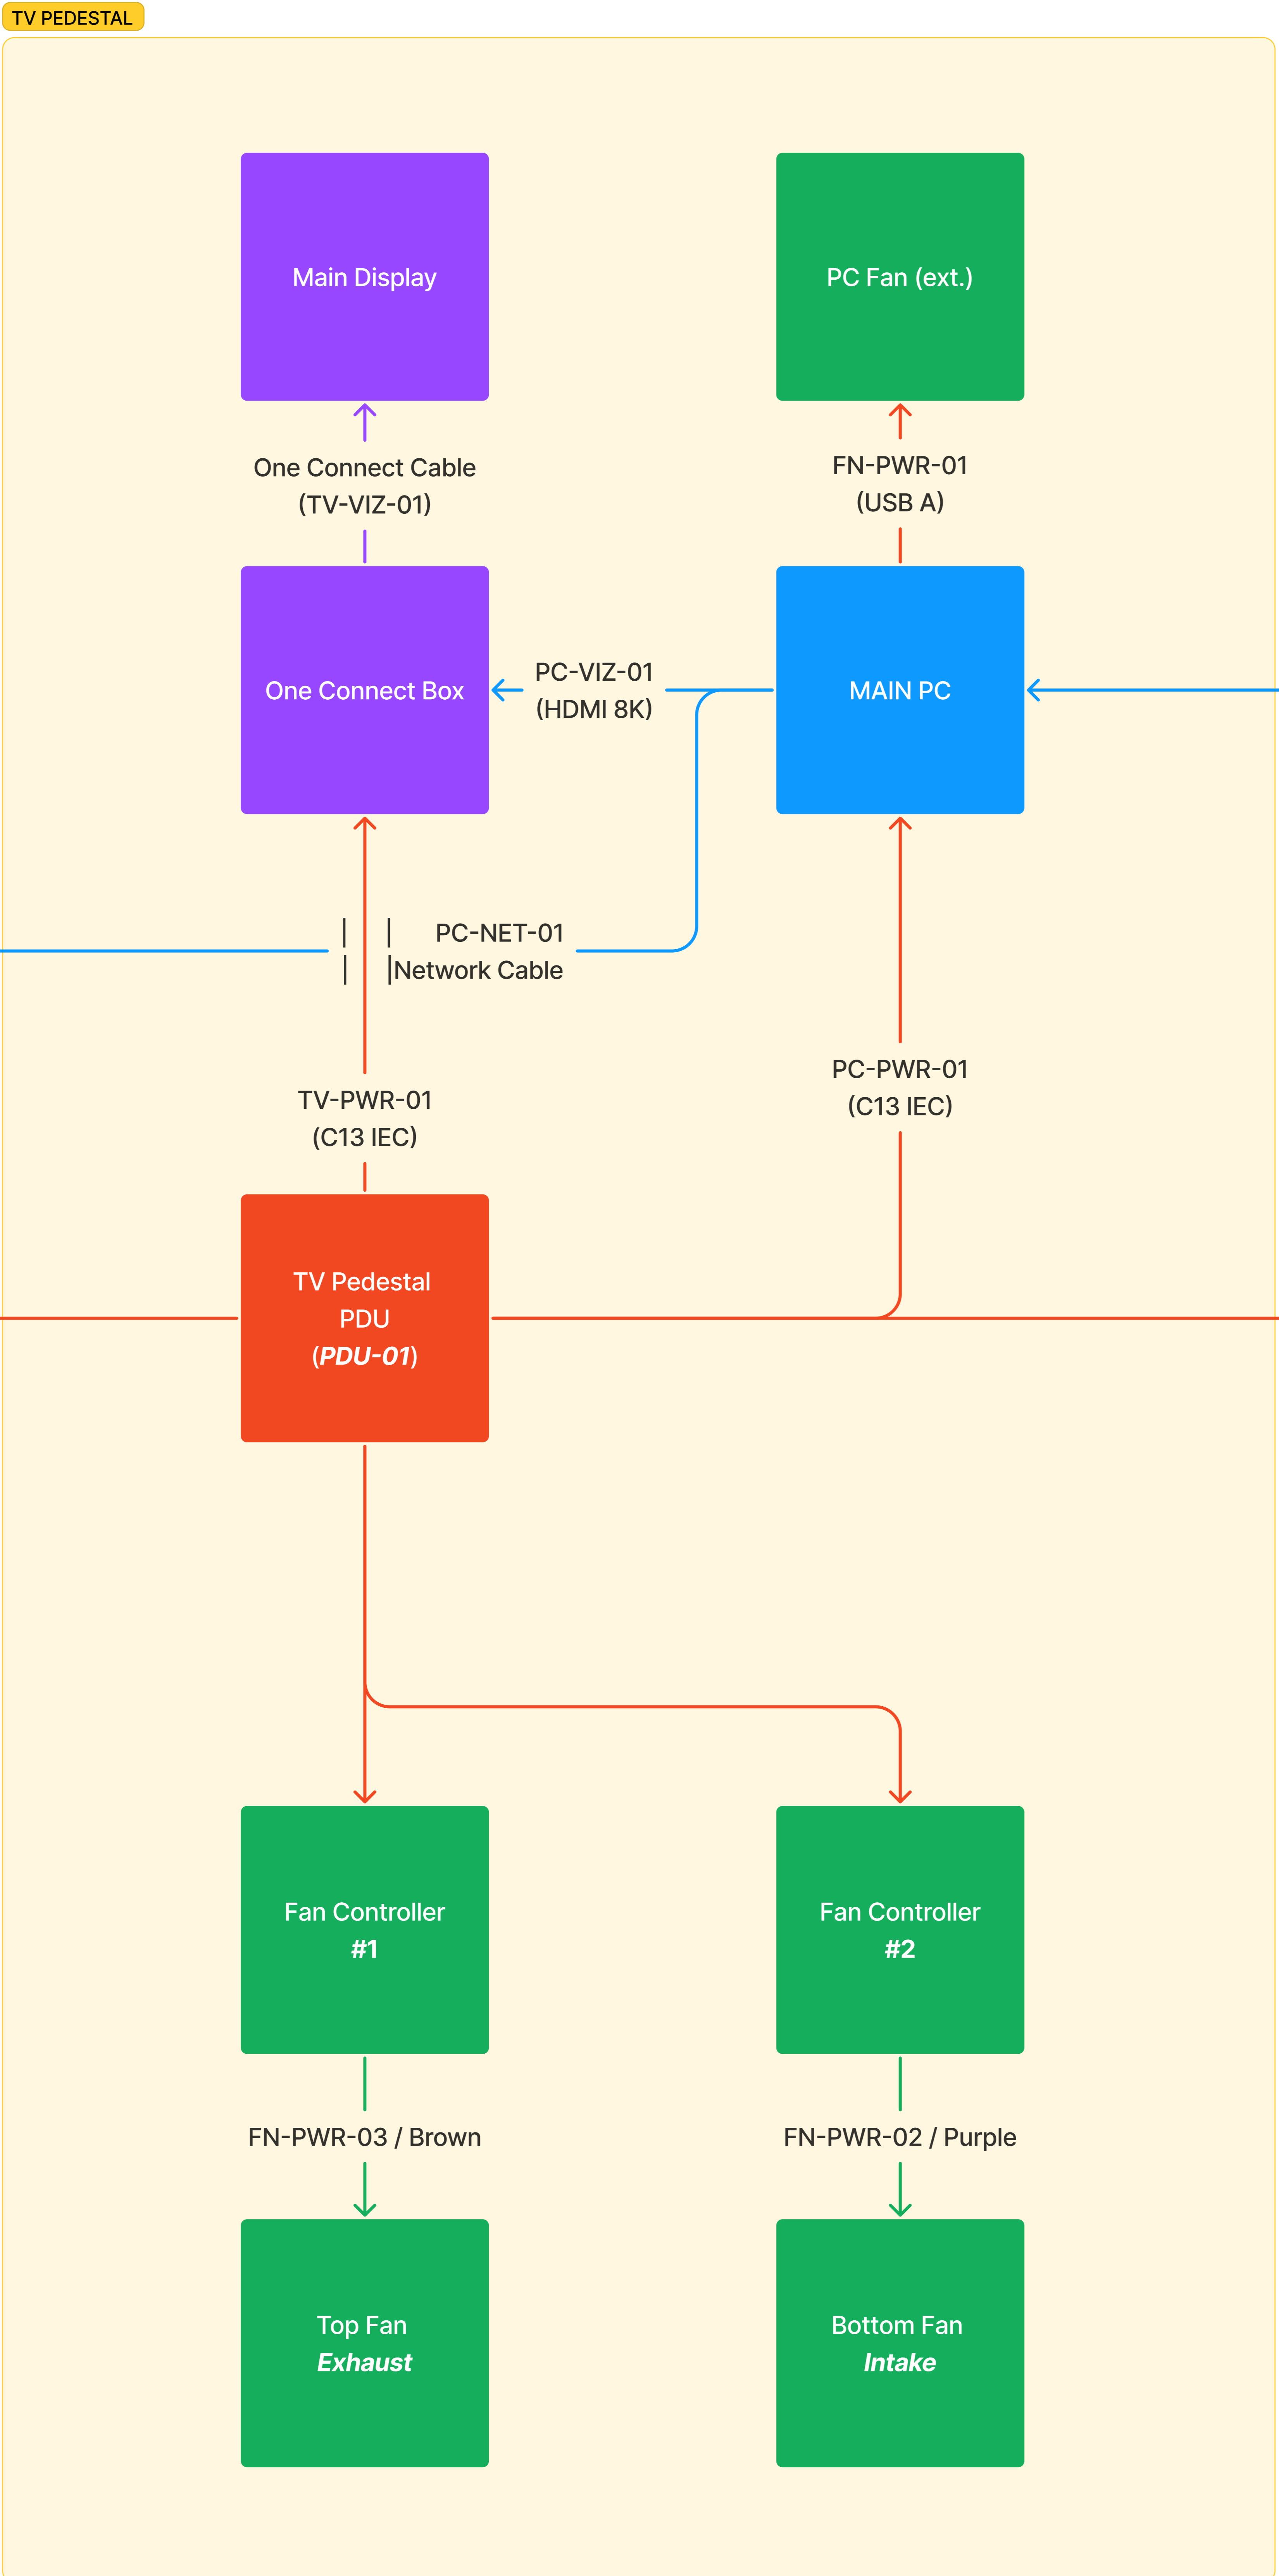 TV PEDESTAL
Main Display
PC Fan (ext.)
One Connect Cable
(TV-VIZ-01)
FN-PWR-01
(USB A)
One Connect Box
PC-VIZ-01
(HDMI 8K)
MAIN PC
| | PC-NET-01
| |Network Cable
TV-PWR-01
(C13 IEC)
PC-PWR-01
(C13 IEC)
TV Pedestal
PDU
(PDU-01)
Fan Controller
#1
Fan Controller
#2
FN-PWR-03 / Brown
FN-PWR-02 / Purple
Top Fan
Exhaust
Bottom Fan
Intake